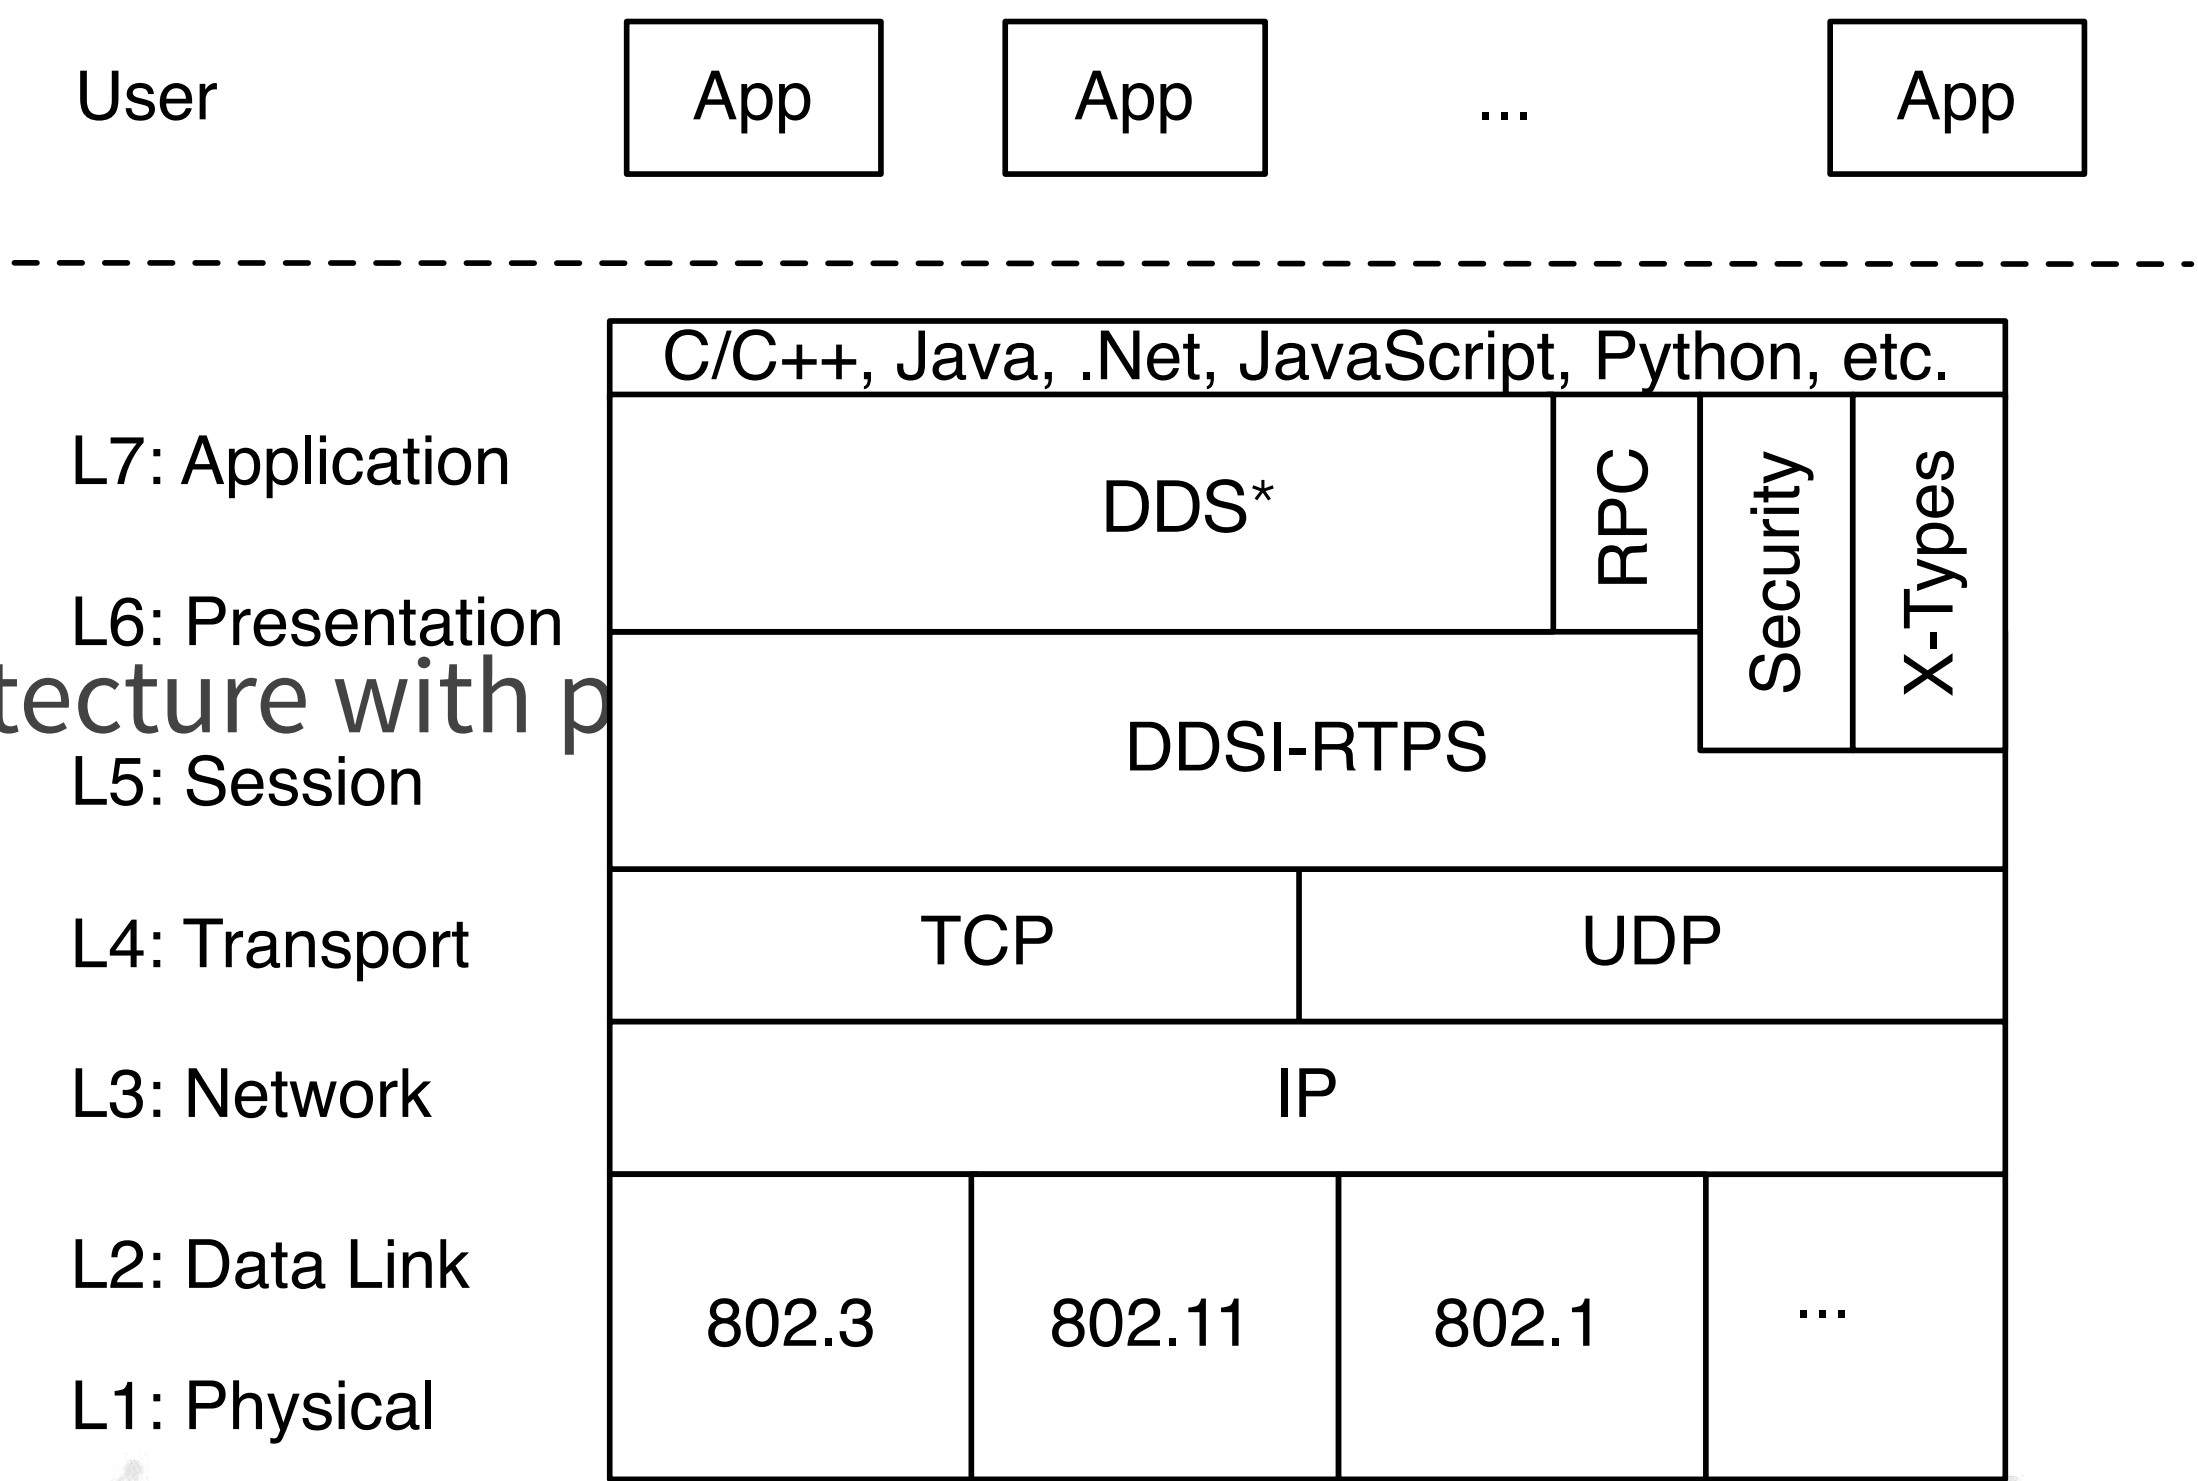 User App App ... App
C/C++, Java, .Net, JavaScript, Python, etc.
L7: Application
DDS*
RPC
Security
X-Types
L6: Presentation
tecture with p
DDSI-RTPS
L5: Session
L4: Transport TCP UDP
L3: Network IP
L2: Data Link
802.3 802.11 802.1 ...
L1: Physical